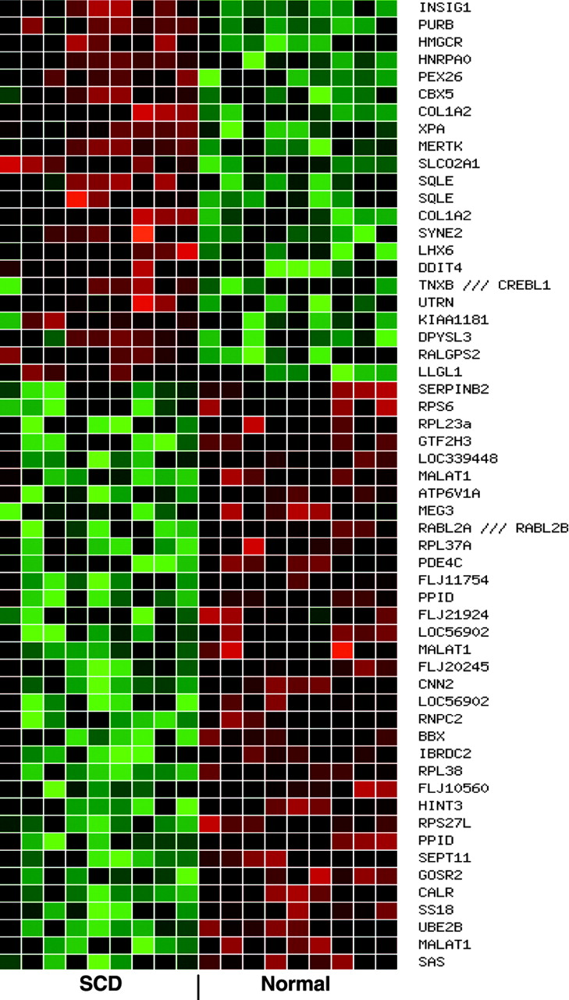 INSIG1
PURB
HMGCR
HNRPA0
PEX26
CBX5
COL1A2
XPA
MERTK
SLCO2A1
SQLE
SQLE
COL1A2
SYNE2
LHX6
DDIT4
TNXB /// CREBL1
UTRN
KIAA1181
DPYSL3
RALGPS2
LLGL1
SERPINB2
RPS6
RPL23a
GTF2H3
LOC339448
MALAT1
ATP6V1A
MEG3
RABL2A /// RABL2B
RPL37A
PDE4C
FLJ11754
PPID
FLJ21924
LOC56902
MALAT1
FLJ20245
CNN2
LOC56902
RNPC2
BBX
IBRDC2
RPL38
FLJ10560
HINT3
RPS27L
PPID
SEPT11
GOSR2
CALR
SS18
UBE2B
MALAT1
SAS
SCD | Normal